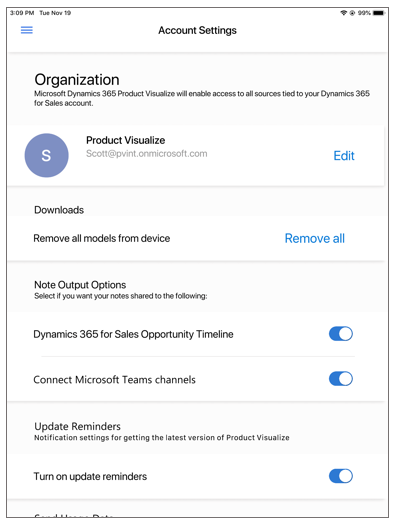 3:09 PM Tue Nov 19
99%
Account Settings
Organization
Microsoft Dynamics 365 Product Visualize will enable access to all sources tied to your Dynamics 365
for Sales account.
S
Product Visualize
Scott@pvint.onmicrosoft.com
Edit
Downloads
Remove all models from device
Remove all
Note Output Options
Select if you want your notes shared to the following:
Dynamics 365 for Sales Opportunity Timeline
Connect Microsoft Teams channels
Update Reminders
Notification settings for getting the latest version of Product Visualize
Turn on update reminders
Send Usage Data